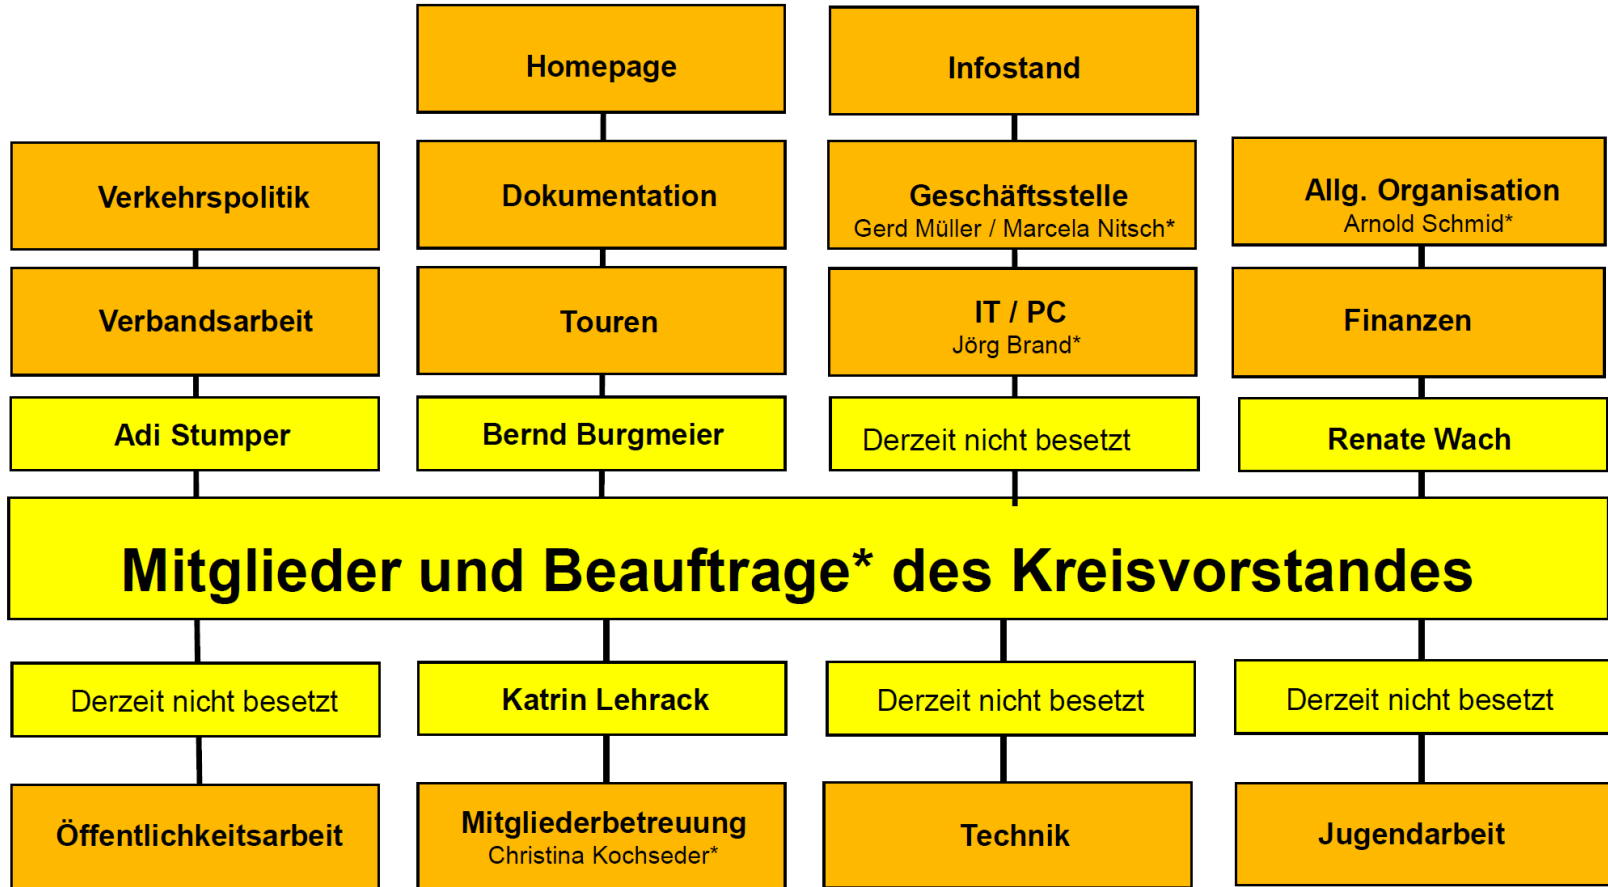 Homepage
Infostand
Verkehrspolitik
Dokumentation
Geschäftsstelle
Gerd Müller / Marcela Nitsch*
Allg. Organisation
Arnold Schmid*
Verbandsarbeit
Touren
IT / PC
Jörg Brand*
Finanzen
Adi Stumper
Bernd Burgmeier
Derzeit nicht besetzt
Renate Wach
Mitglieder und Beauftrage* des Kreisvorstandes
Derzeit nicht besetzt
Katrin Lehrack
Derzeit nicht besetzt
Derzeit nicht besetzt
Öffentlichkeitsarbeit
Mitgliederbetreuung
Christina Kochseder*
Technik
Jugendarbeit